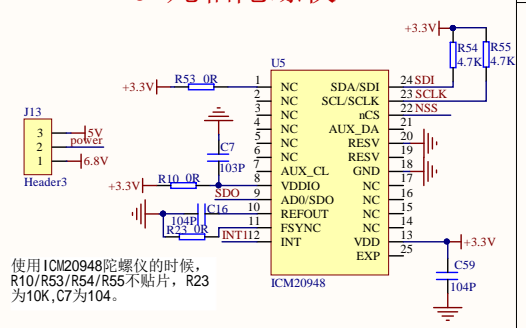 +3.3V
R54
4.7K
R55
4.7K
U5
+3.3V
R53 0R
1 NC SDA/SDI 24 SDI
2 NC SCL/SCLK 23 SCLK
3 NC nCS 22 NSS
4 NC AUX_DA 21
5 NC RESV 20
6 NC RESV 19
7 AUX_CL GND 18
8 VDDIO NC 17
9 AD0/SDO NC 16
10 REFOUT NC 15
11 FSYNC NC 14
12 INT VDD 13
EXP 25
ICM20948
J13
3 5V
2 power
1 6.8V
Header3
C7
103P
+3.3V
R10 0R
SDO
C16
104P
R23 0R
INT1
+3.3V
C59
104P
使用ICM20948陀螺仪的时候，
R10/R53/R54/R55不贴片，R23
为10K,C7为104。